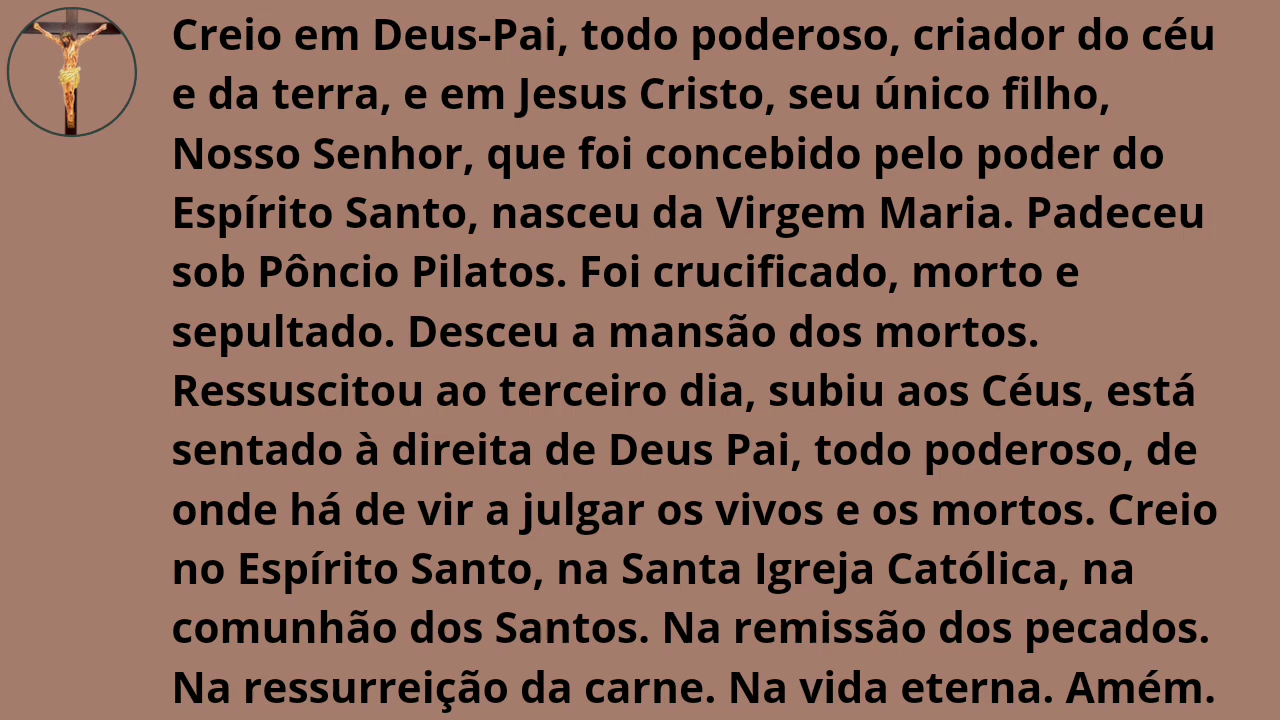 Creio em Deus-Pai, todo poderoso, criador do céu
e da terra, e em Jesus Cristo, seu único filho,
Nosso Senhor, que foi concebido pelo poder do
Espírito Santo, nasceu da Virgem Maria. Padeceu
sob Pôncio Pilatos. Foi crucificado, morto e
sepultado. Desceu a mansão dos mortos.
Ressuscitou ao terceiro dia, subiu aos Céus, está
sentado à direita de Deus Pai, todo poderoso, de
onde há de vir a julgar os vivos e os mortos. Creio
no Espírito Santo, na Santa Igreja Católica, na
comunhão dos Santos. Na remissão dos pecados.
Na ressurreição da carne. Na vida eterna. Amém.